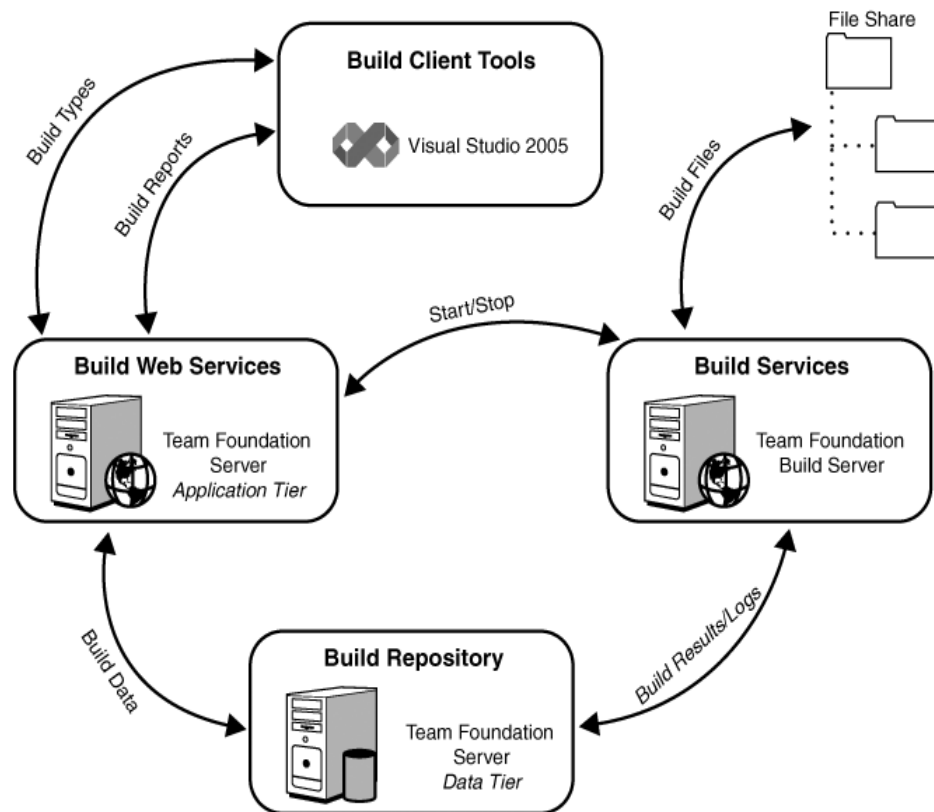 File Share
Build Client Tools
Visual Studio 2005
Build Types
Build Reports
Build Files
Start/Stop
Build Web Services
Team Foundation
Server
Application Tier
Build Services
Team Foundation
Build Server
Build Data
Build Results/Logs
Build Repository
Team Foundation
Server
Data Tier